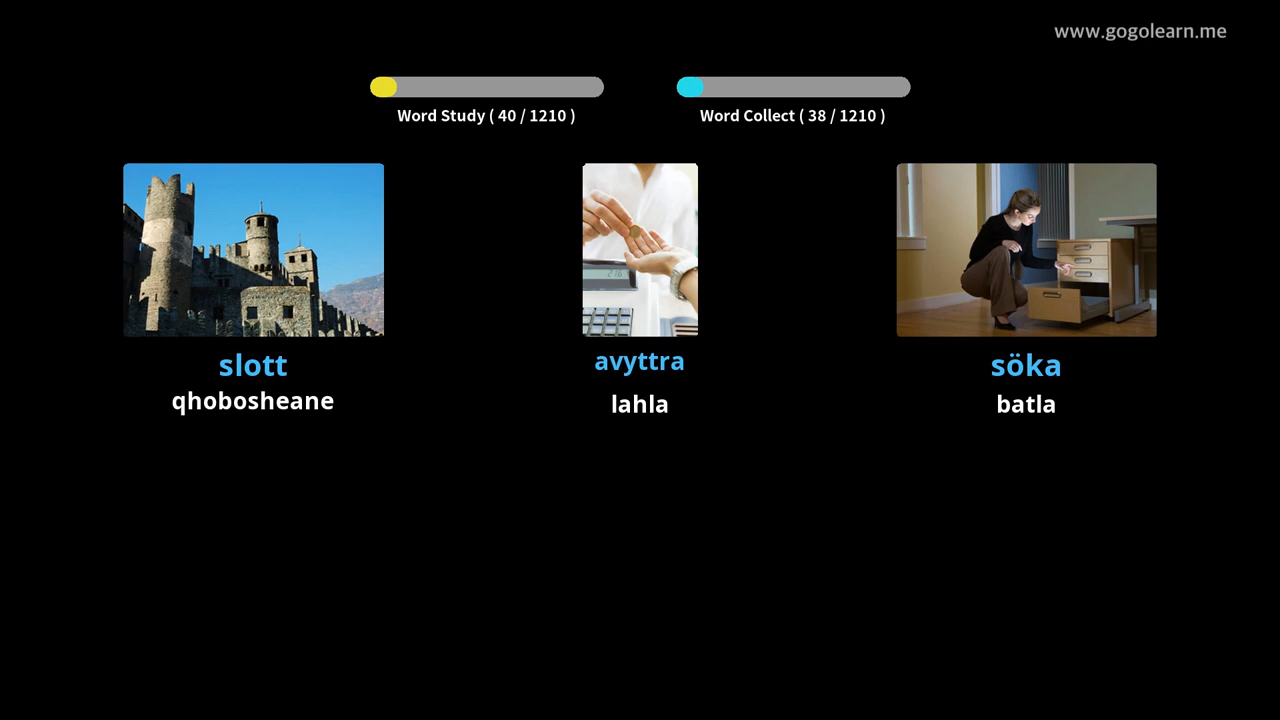 www.gogolearn.me
Word Study ( 40 / 1210 )
Word Collect ( 38 / 1210 )
slott
qhobosheane
avyttra
lahla
söka
batla